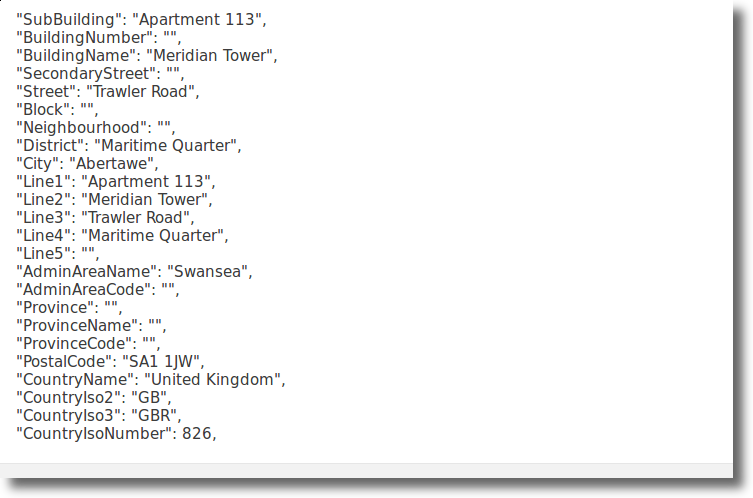 "SubBuilding": "Apartment 113",
"BuildingNumber": "",
"BuildingName": "Meridian Tower",
"SecondaryStreet": "",
"Street": "Trawler Road",
"Block": "",
"Neighbourhood": "",
"District": "Maritime Quarter",
"City": "Abertawe",
"Line1": "Apartment 113",
"Line2": "Meridian Tower",
"Line3": "Trawler Road",
"Line4": "Maritime Quarter",
"Line5": "",
"AdminAreaName": "Swansea",
"AdminAreaCode": "",
"Province": "",
"ProvinceName": "",
"ProvinceCode": "",
"PostalCode": "SA1 1JW",
"CountryName": "United Kingdom",
"CountryIso2": "GB",
"CountryIso3": "GBR",
"CountryIsoNumber": 826,